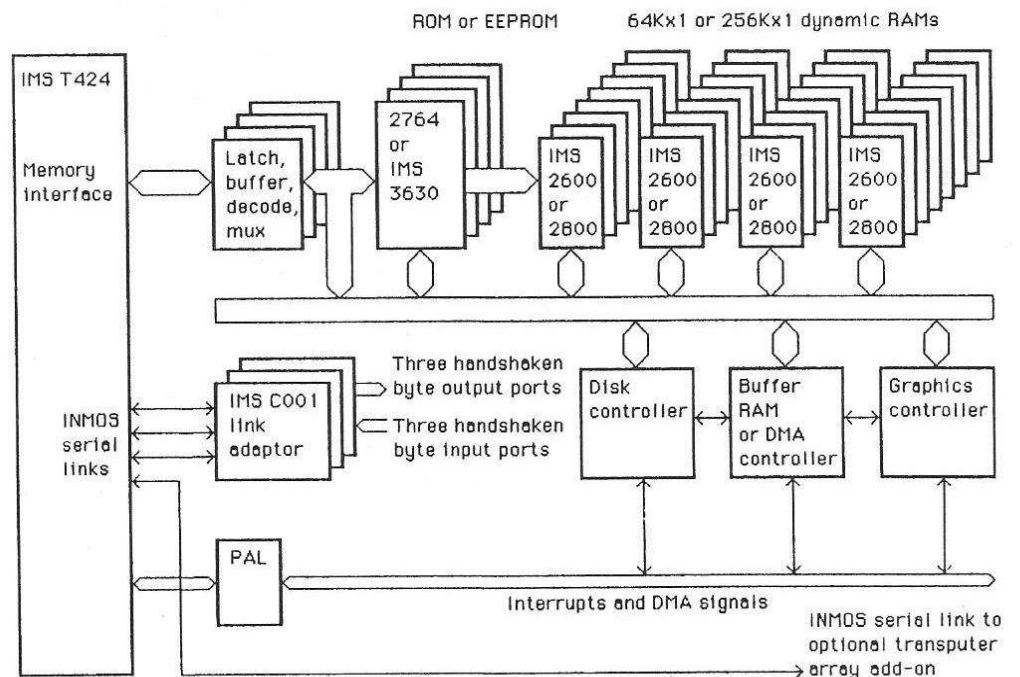 ROM or EEPROM
64Kx1 or 256Kx1 dynamic RAMs
IMS T424
Memory
interface
Latch,
buffer,
decode,
mux
2764
or
IMS
3630
IMS
2600
or
2800
IMS
2600
or
2800
IMS
2600
or
2800
IMS
2600
or
2800
INMOS
serial
links
IMS C001
link
adaptor
Three handshaken
byte output ports
Three handshaken
byte input ports
Disk
controller
Buffer
RAM
or DMA
controller
Graphics
controller
PAL
Interrupts and DMA signals
INMOS serial link to
optional transputer
array add-on